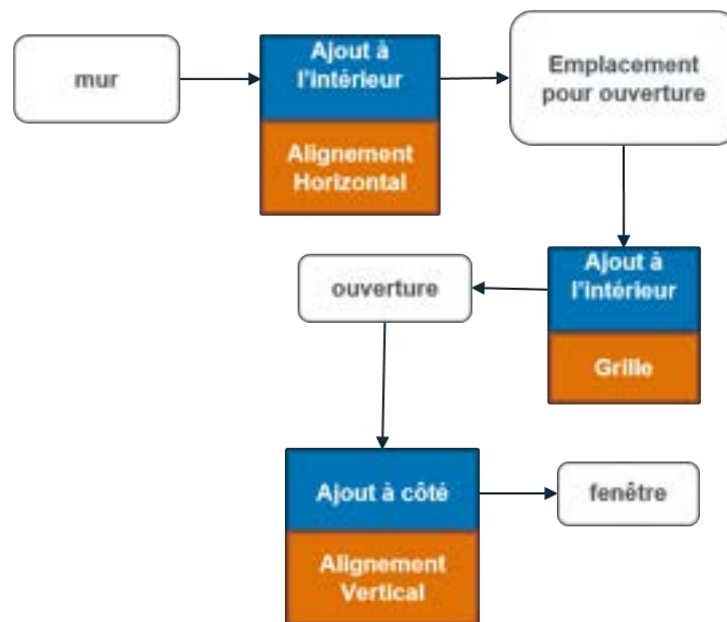 mur
Ajout à
l'intérieur
Alignement
Horizontal
Emplacement
pour ouverture
Ajout à
l'intérieur
Grille
ouverture
Ajout à côté
Alignement
Vertical
fenêtre